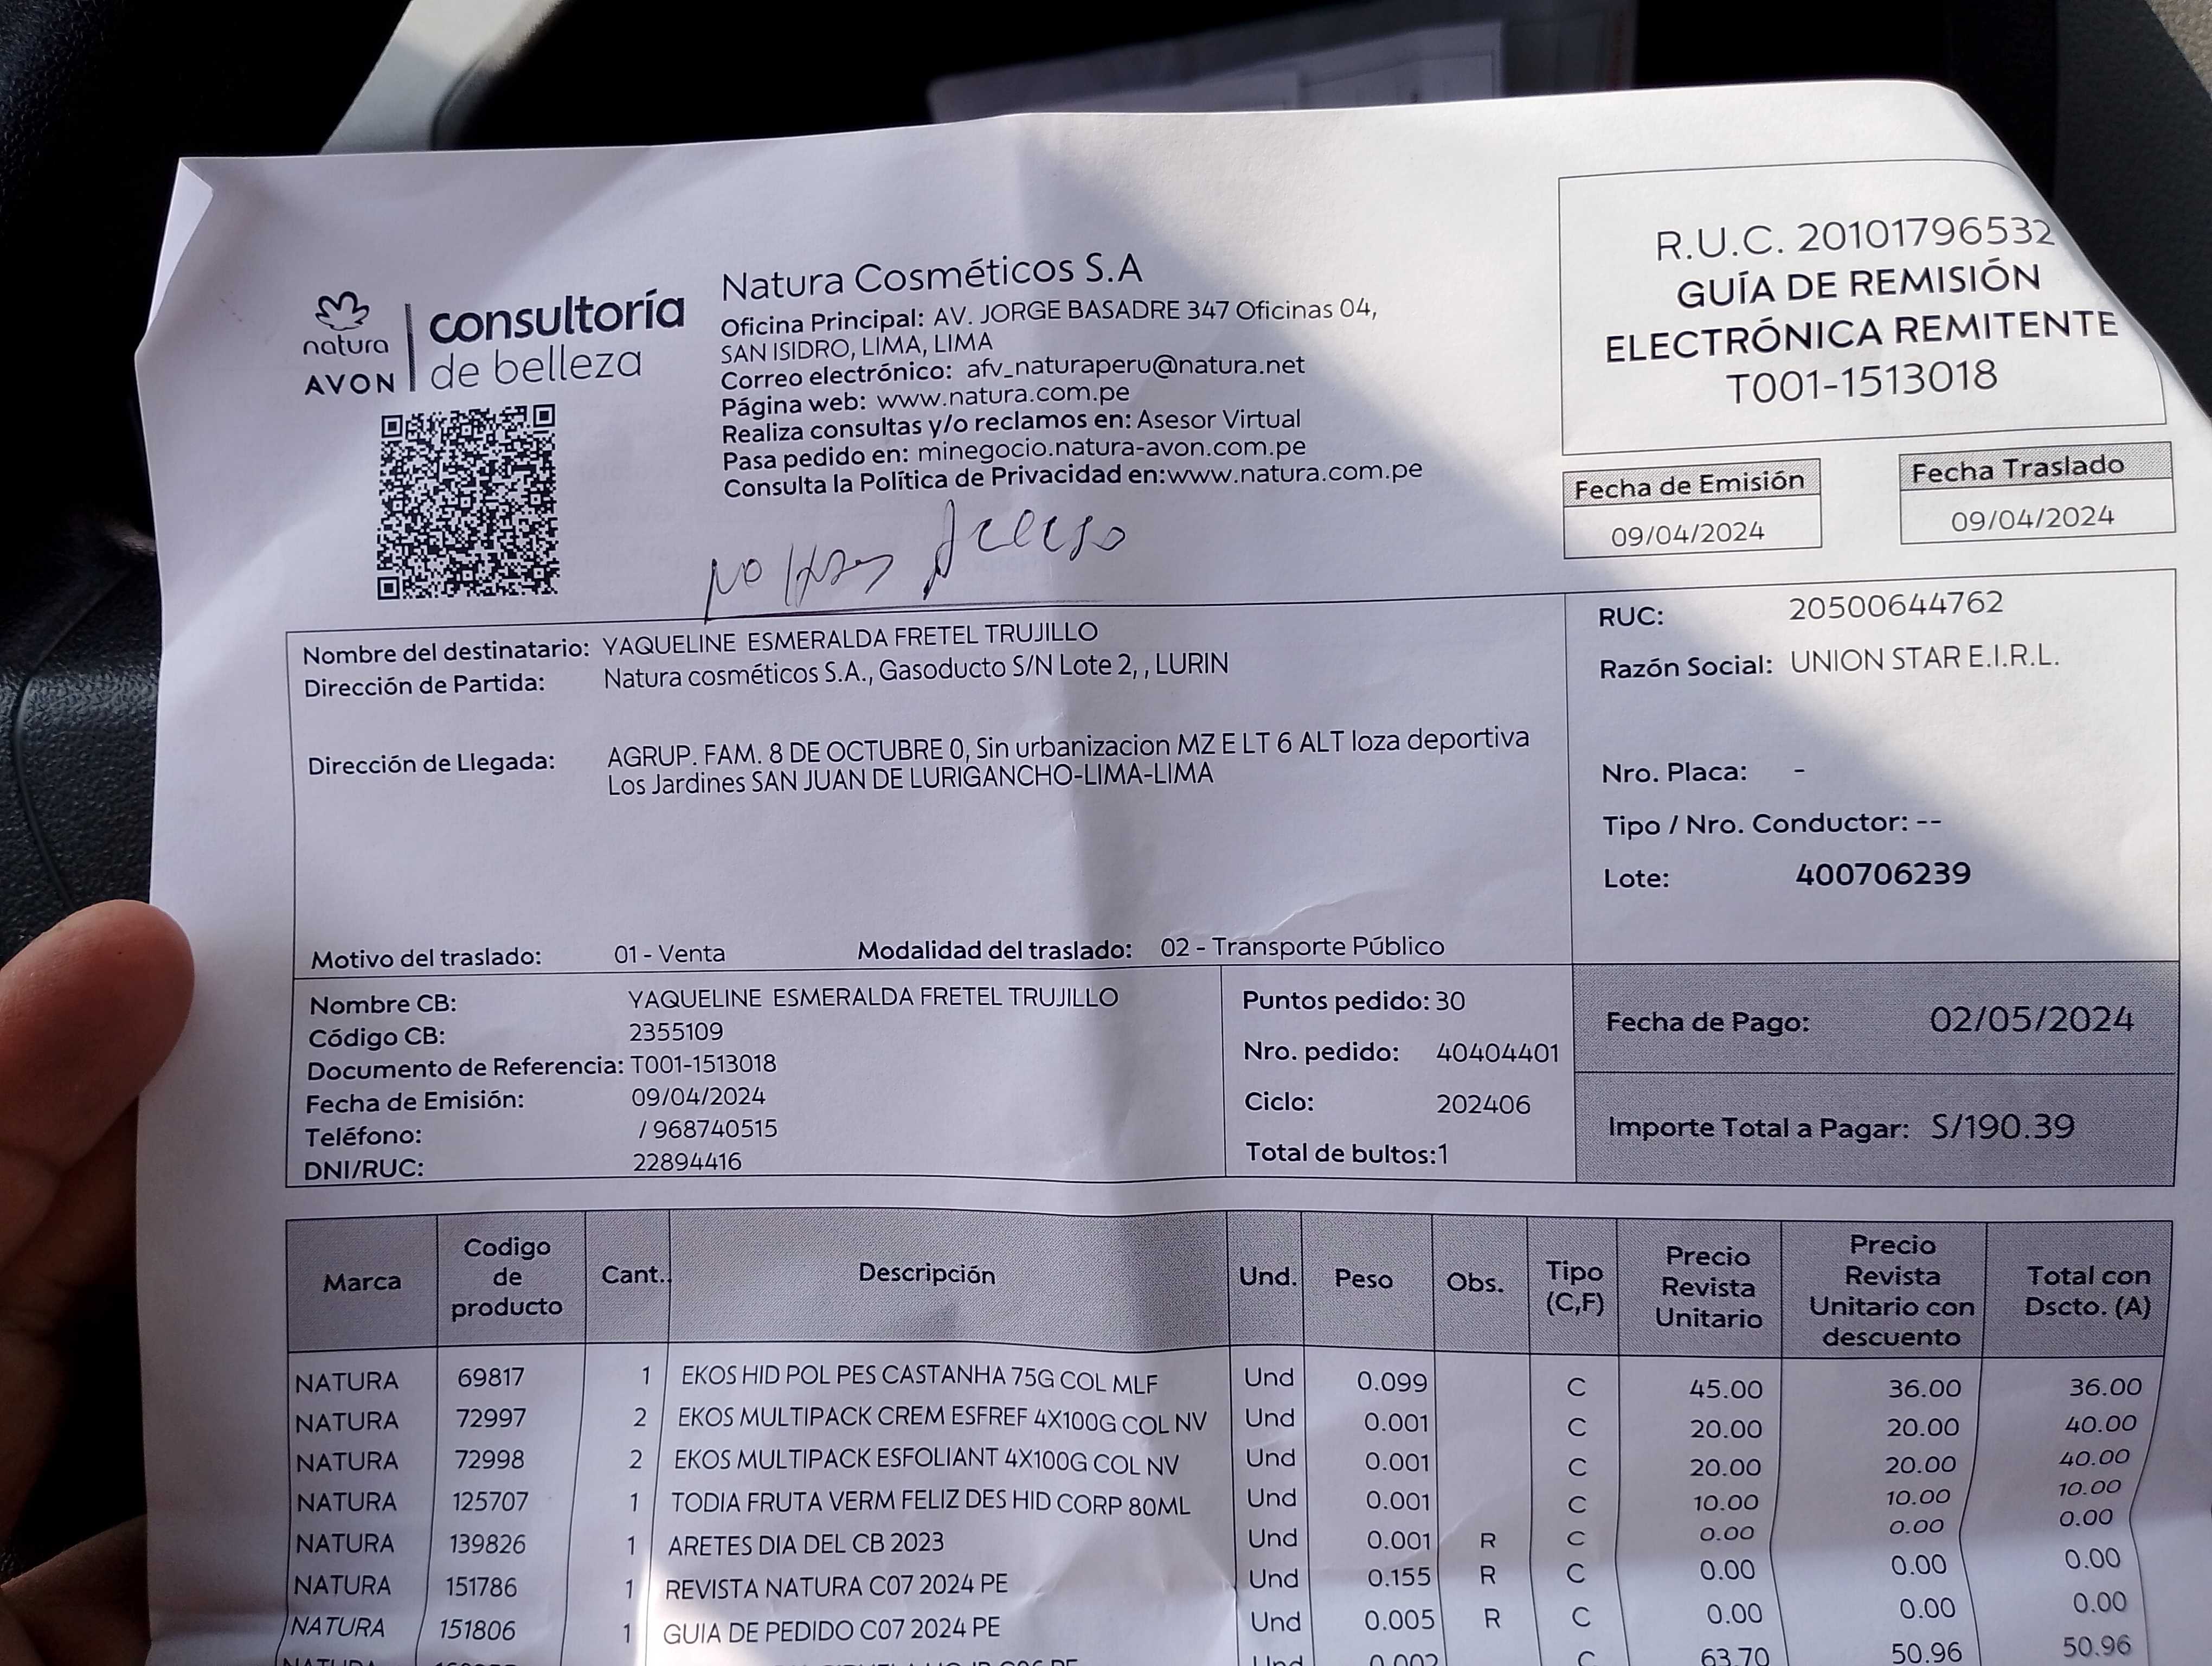 natura
AVON
consultoría
de belleza
Natura Cosméticos S.A
Oficina Principal: AV. JORGE BASADRE 347 Oficinas 04,
SAN ISIDRO, LIMA, LIMA
Correo electrónico: afv_naturaperu@natura.net
Página web: www.natura.com.pe
Realiza consultas y/o reclamos en: Asesor Virtual
Pasa pedido en: minegocio.natura-avon.com.pe
Consulta la Política de Privacidad en:www.natura.com.pe
R.U.C. 20101796532
GUÍA DE REMISIÓN
ELECTRÓNICA REMITENTE
T001-1513018
Fecha de Emisión
09/04/2024
Fecha Traslado
09/04/2024
No
Nombre del destinatario: YAQUELINE ESMERALDA FRETEL TRUJILLO
Dirección de Partida: Natura cosméticos S.A., Gasoducto S/N Lote 2, , LURIN
Dirección de Llegada: AGRUP. FAM. 8 DE OCTUBRE 0, Sin urbanizacion MZ E LT 6 ALT loza deportiva
Los Jardines SAN JUAN DE LURIGANCHO-LIMA-LIMA
Motivo del traslado: 01 - Venta Modalidad del traslado: 02 - Transporte Público
RUC: 20500644762
Razón Social: UNION STAR E.I.R.L.
Nro. Placa: -
Tipo / Nro. Conductor: --
Lote: 400706239
Nombre CB: YAQUELINE ESMERALDA FRETEL TRUJILLO
Código CB: 2355109
Documento de Referencia: T001-1513018
Fecha de Emisión: 09/04/2024
Teléfono: / 968740515
DNI/RUC: 22894416
Puntos pedido: 30
Nro. pedido: 40404401
Ciclo: 202406
Total de bultos:1
Fecha de Pago: 02/05/2024
Importe Total a Pagar: S/190.39
Marca Codigo de producto Cant. Descripción Und. Peso Obs. Tipo (C,F) Precio Revista Unitario Precio Revista Unitario con descuento Total con Dscto. (A)
NATURA 69817 1 EKOS HID POL PES CASTANHA 75G COL MLF Und 0.099 C 45.00 36.00 36.00
NATURA 72997 2 EKOS MULTIPACK CREM ESFREF 4X100G COL NV Und 0.001 C 20.00 20.00 40.00
NATURA 72998 2 EKOS MULTIPACK ESFOLIANT 4X100G COL NV Und 0.001 C 20.00 20.00 40.00
NATURA 125707 1 TODIA FRUTA VERM FELIZ DES HID CORP 80ML Und 0.001 C 10.00 10.00 10.00
NATURA 139826 1 ARETES DIA DEL CB 2023 Und 0.001 R C 0.00 0.00 0.00
NATURA 151786 1 REVISTA NATURA C07 2024 PE Und 0.155 R C 0.00 0.00 0.00
NATURA 151806 1 GUIA DE PEDIDO C07 2024 PE Und 0.005 R C 0.00 0.00 0.00
NATURA Und 0.002 C 63.70 50.96 50.96